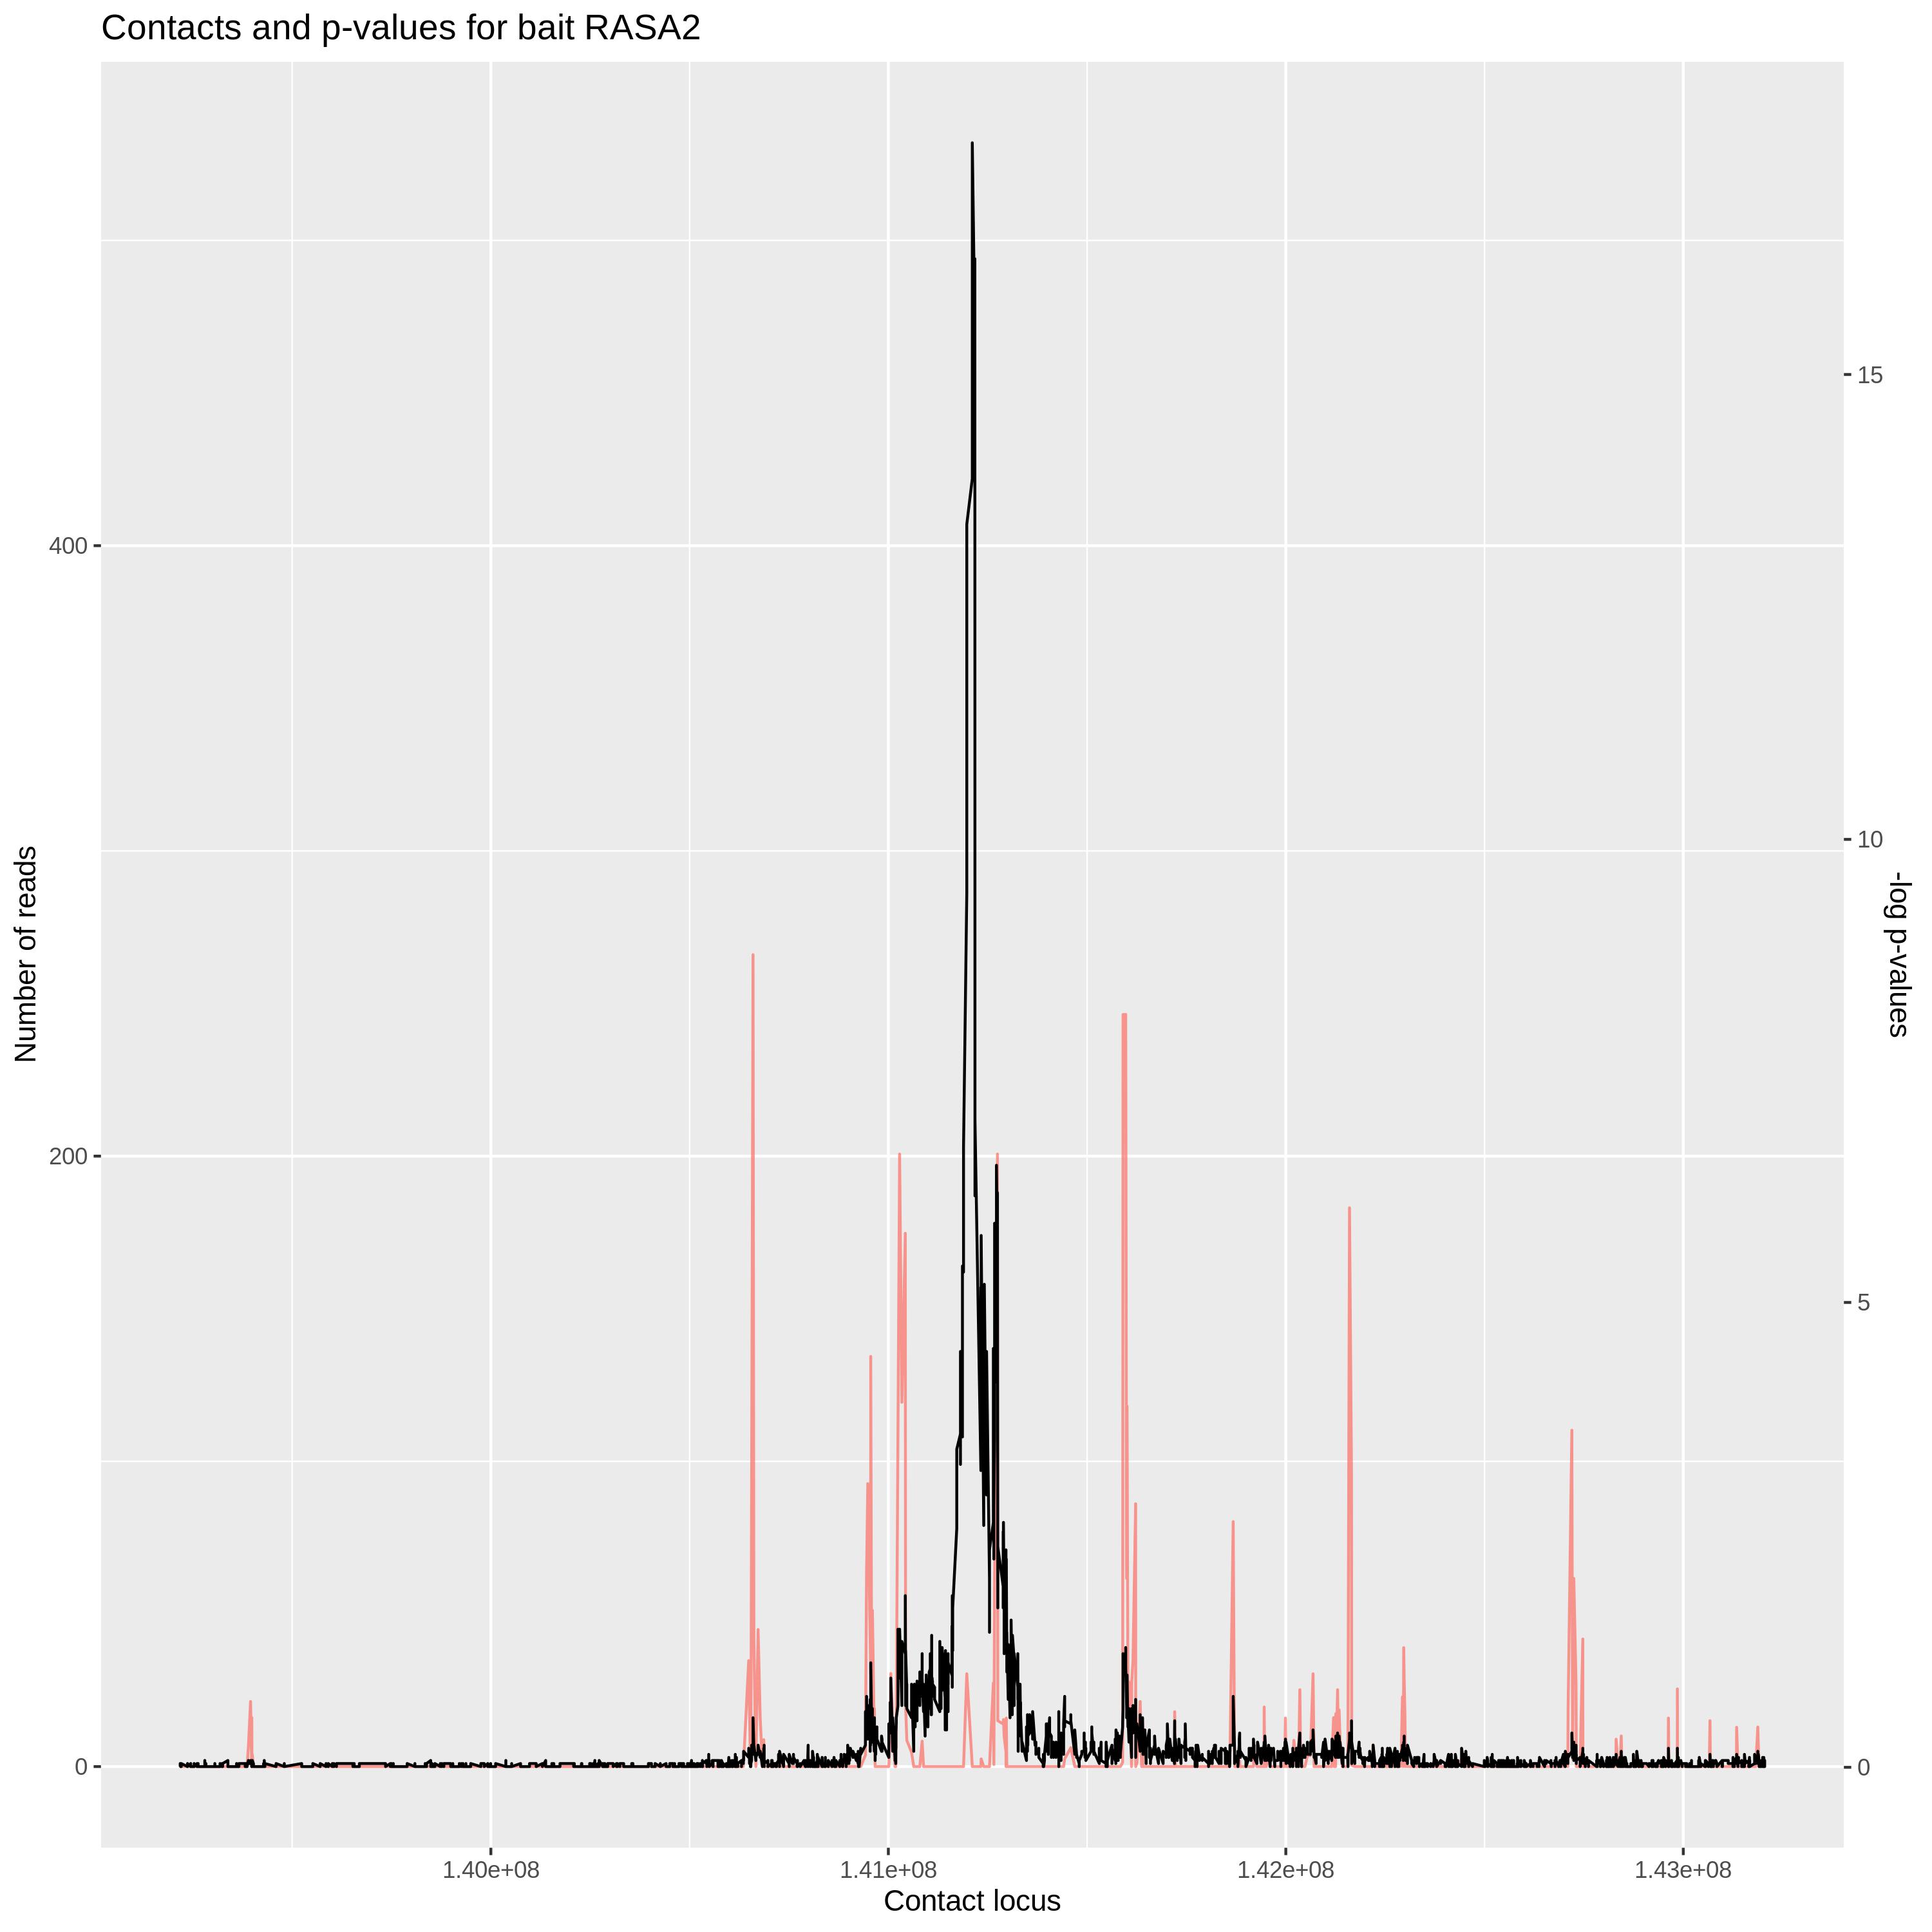 Contacts and p-values for bait RASA2
Number of reads
400
200
0
15
10
5
0
-log p-values
1.40e+08
1.41e+08
1.42e+08
1.43e+08
Contact locus